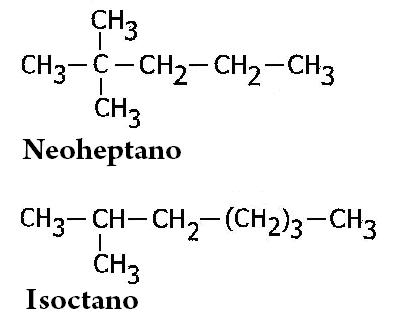 CH3
CH3-C-CH2-CH2-CH3
CH3
Neoheptano
CH3-CH-CH2-(CH2)3-CH3
CH3
Isoctano